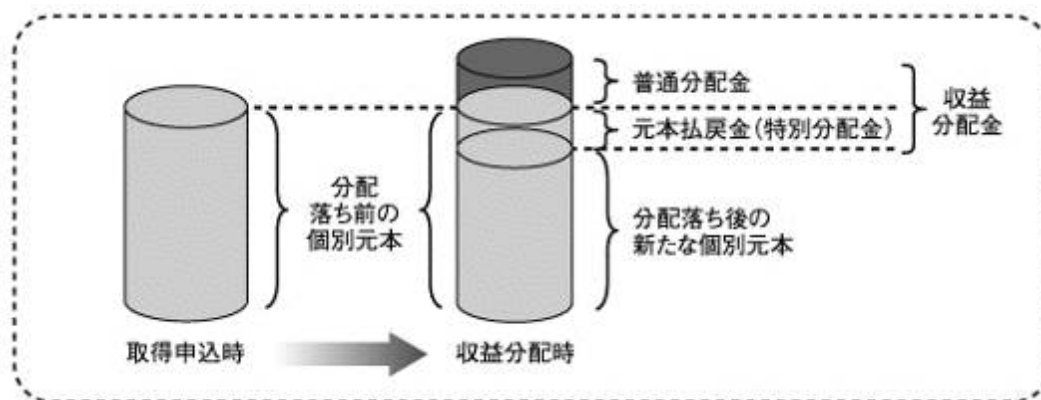 普通分配金
元本払戻金(特別分配金)
収益
分配金
分配
落ち前の
個別元本
分配落ち後の
新たな個別元本
取得申込時
収益分配時